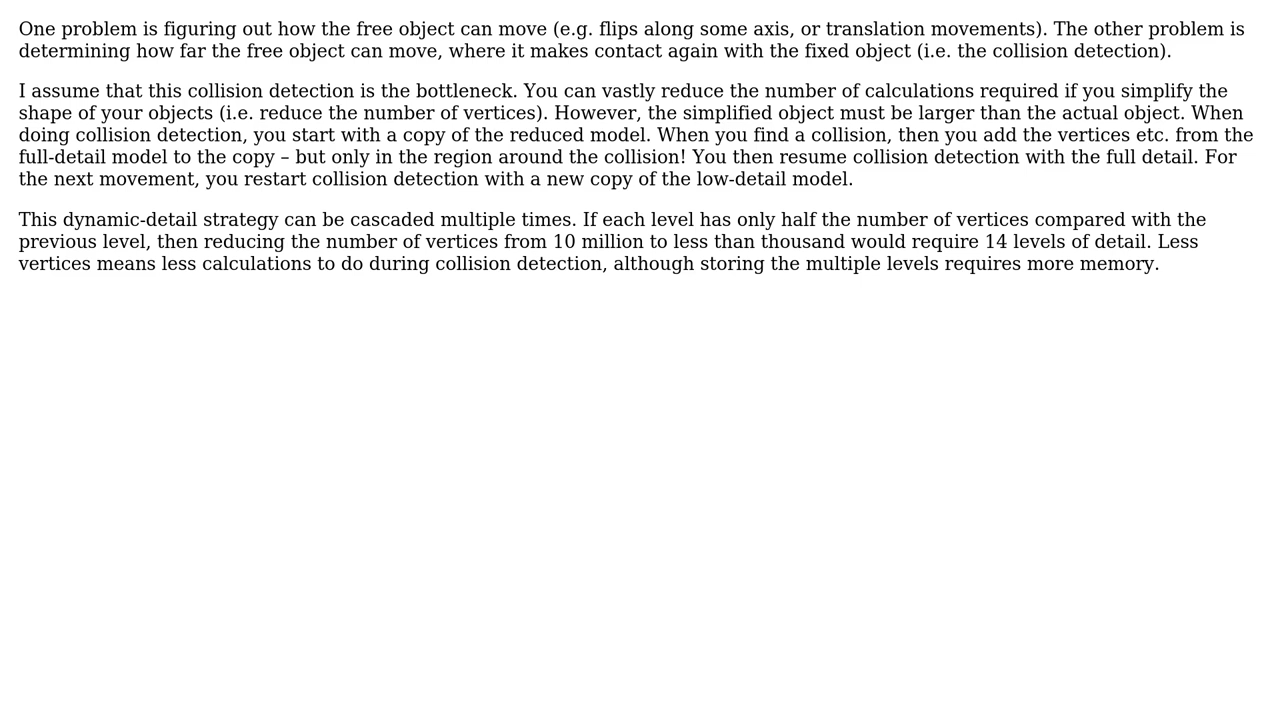 One problem is figuring out how the free object can move (e.g. flips along some axis, or translation movements). The other problem is
determining how far the free object can move, where it makes contact again with the fixed object (i.e. the collision detection).
I assume that this collision detection is the bottleneck. You can vastly reduce the number of calculations required if you simplify the
shape of your objects (i.e. reduce the number of vertices). However, the simplified object must be larger than the actual object. When
doing collision detection, you start with a copy of the reduced model. When you find a collision, then you add the vertices etc. from the
full-detail model to the copy – but only in the region around the collision! You then resume collision detection with the full detail. For
the next movement, you restart collision detection with a new copy of the low-detail model.
This dynamic-detail strategy can be cascaded multiple times. If each level has only half the number of vertices compared with the
previous level, then reducing the number of vertices from 10 million to less than thousand would require 14 levels of detail. Less
vertices means less calculations to do during collision detection, although storing the multiple levels requires more memory.